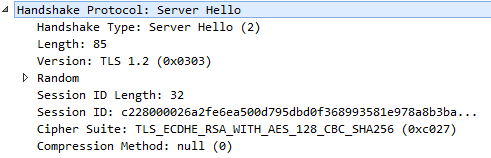 Handshake Protocol: Server Hello
Handshake Type: Server Hello (2)
Length: 85
Version: TLS 1.2 (0x0303)
Random
Session ID Length: 32
Session ID: c228000026a2fe6ea500d795dbd0f368993581e978a8b3ba...
Cipher Suite: TLS_ECDHE_RSA_WITH_AES_128_CBC_SHA256 (0xc027)
Compression Method: null (0)